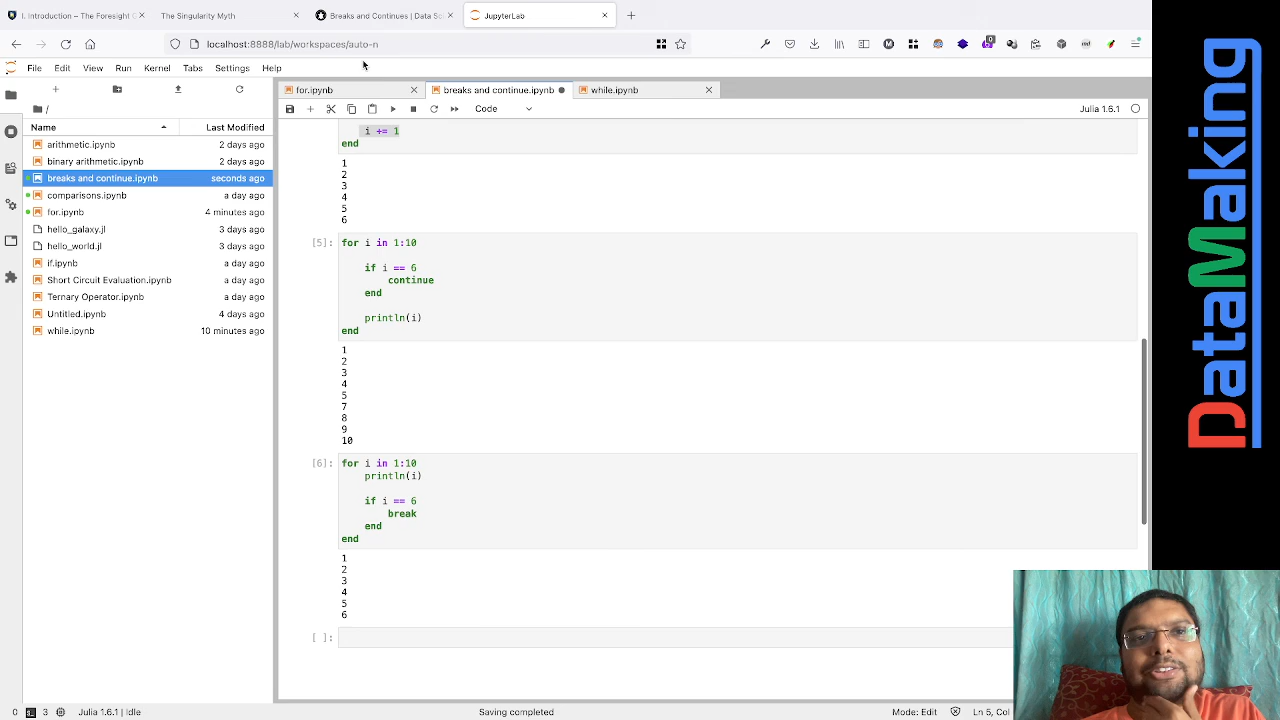 I. Introduction – The Foresight G
The Singularity Myth
Breaks and Continues | Data Sc
JupyterLab
localhost:8888/lab/workspaces/auto-n
File Edit View Run Kernel Tabs Settings Help
for.ipynb
breaks and continue.ipynb
while.ipynb
Code
Julia 1.6.1
/
Name Last Modified
arithmetic.ipynb 2 days ago
binary arithmetic.ipynb 2 days ago
breaks and continue.ipynb seconds ago
comparisons.ipynb a day ago
for.ipynb 4 minutes ago
hello_galaxy.jl 3 days ago
hello_world.jl 3 days ago
if.ipynb a day ago
Short Circuit Evaluation.ipynb a day ago
Ternary Operator.ipynb a day ago
Untitled.ipynb 4 days ago
while.ipynb 10 minutes ago
i += 1
end
1
2
3
4
5
6
[5]: for i in 1:10
if i == 6
continue
end
println(i)
end
1
2
3
4
5
7
8
9
10
[6]: for i in 1:10
println(i)
if i == 6
break
end
end
1
2
3
4
5
6
[ ]:
0 3 Julia 1.6.1 | Idle Saving completed Mode: Edit Ln 5, Col
DataMaking